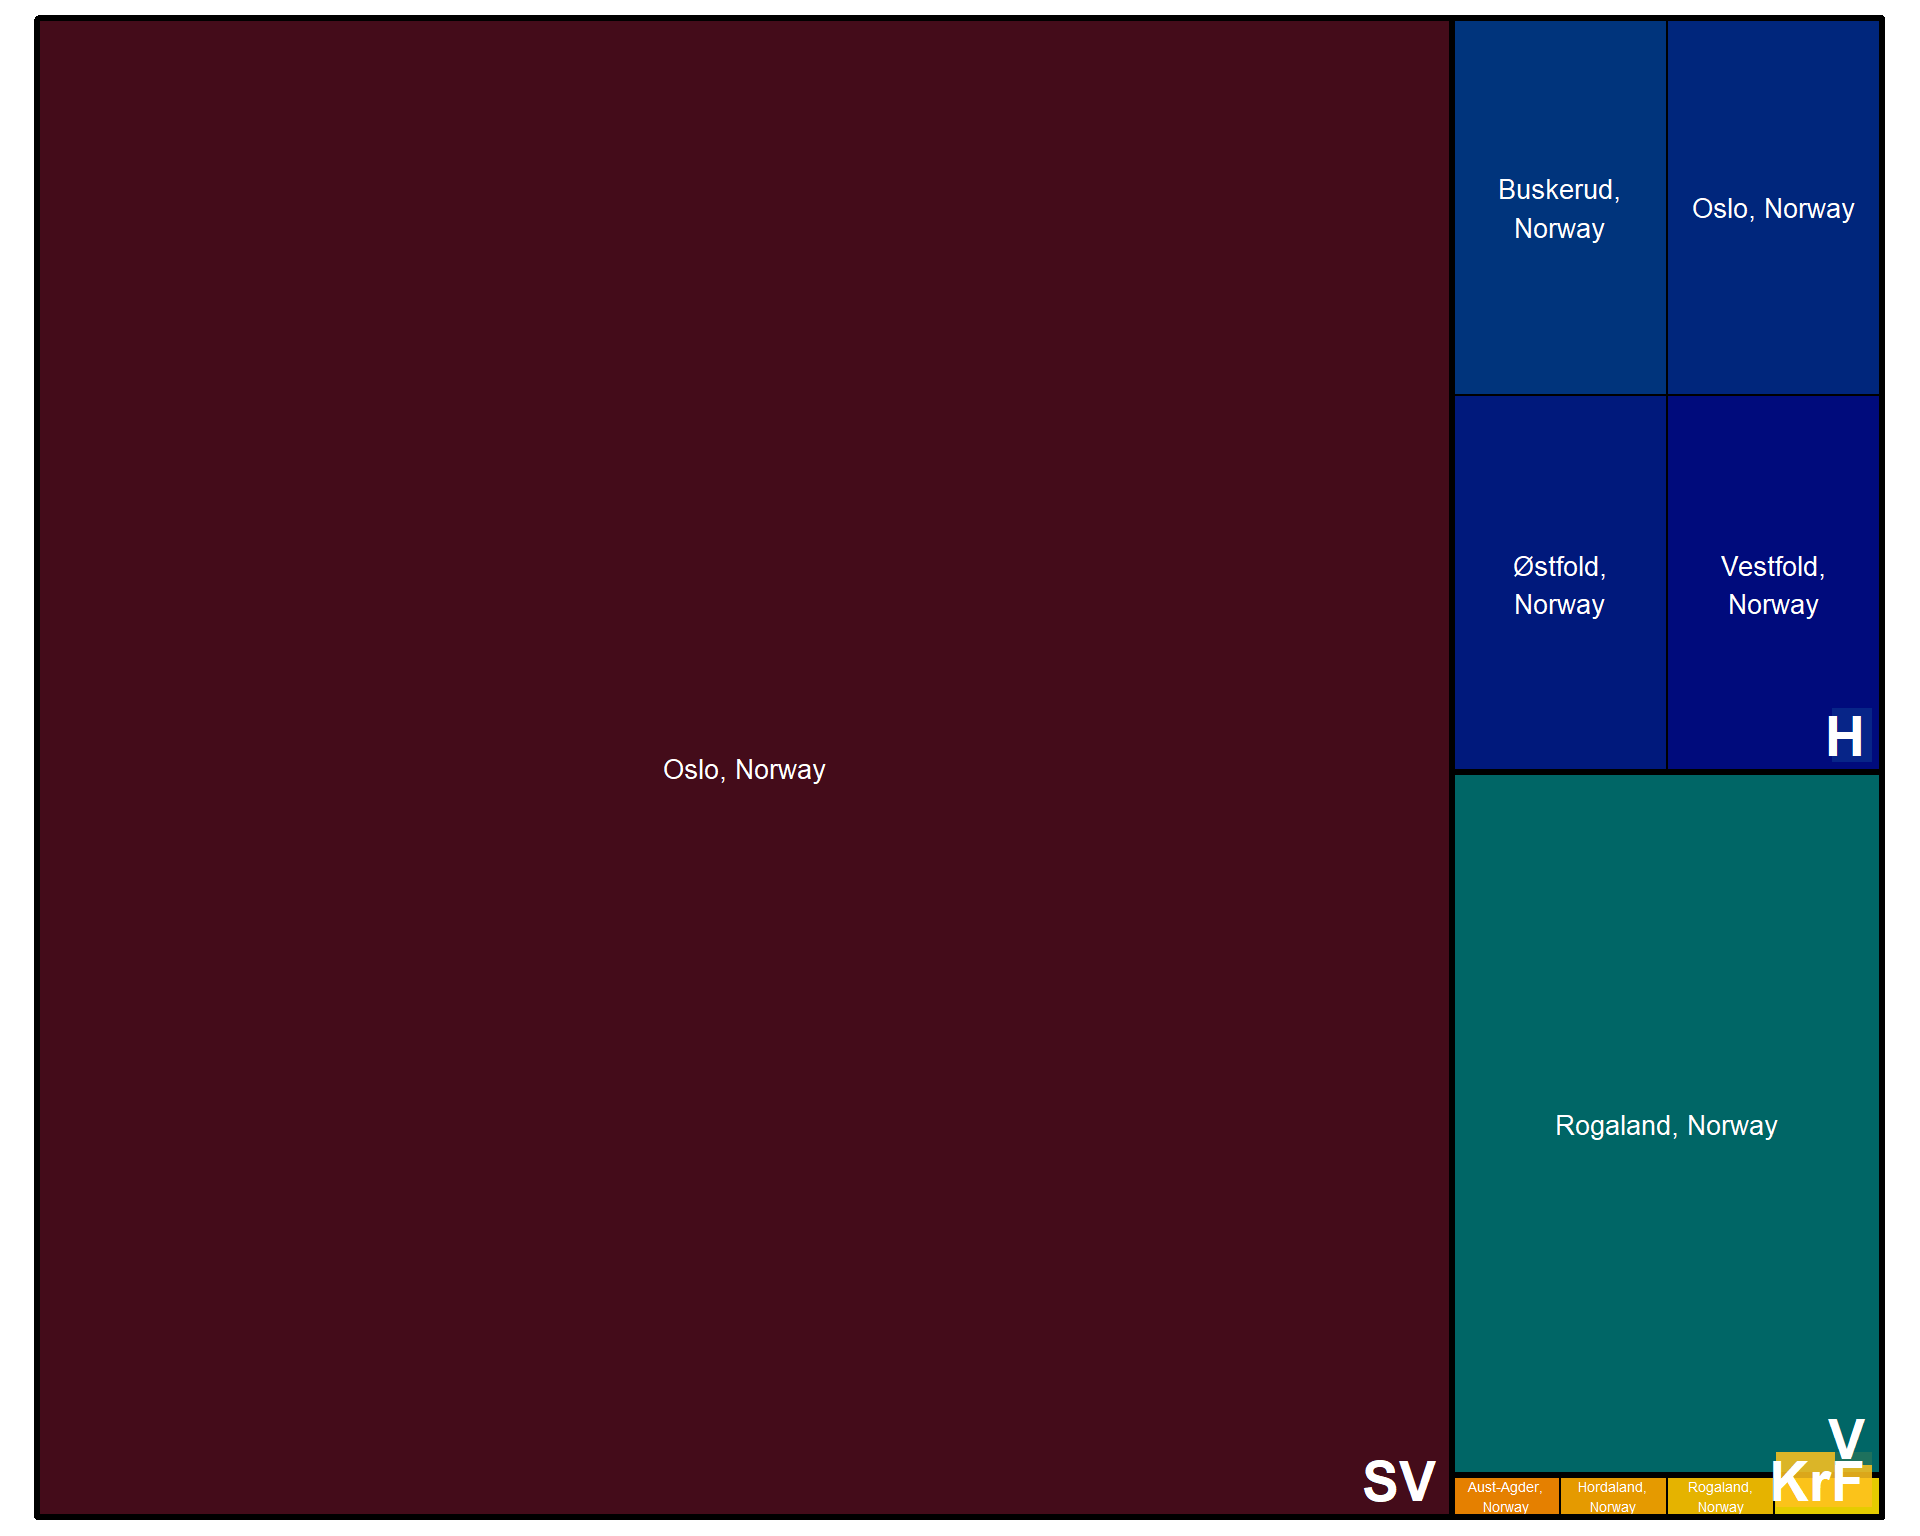 Oslo, Norway
SV
Buskerud,
Norway
Oslo, Norway
Østfold,
Norway
Vestfold,
Norway
H
Rogaland, Norway
V
Aust-Agder,
Norway
Hordaland,
Norway
Rogaland,
Norway
KrF